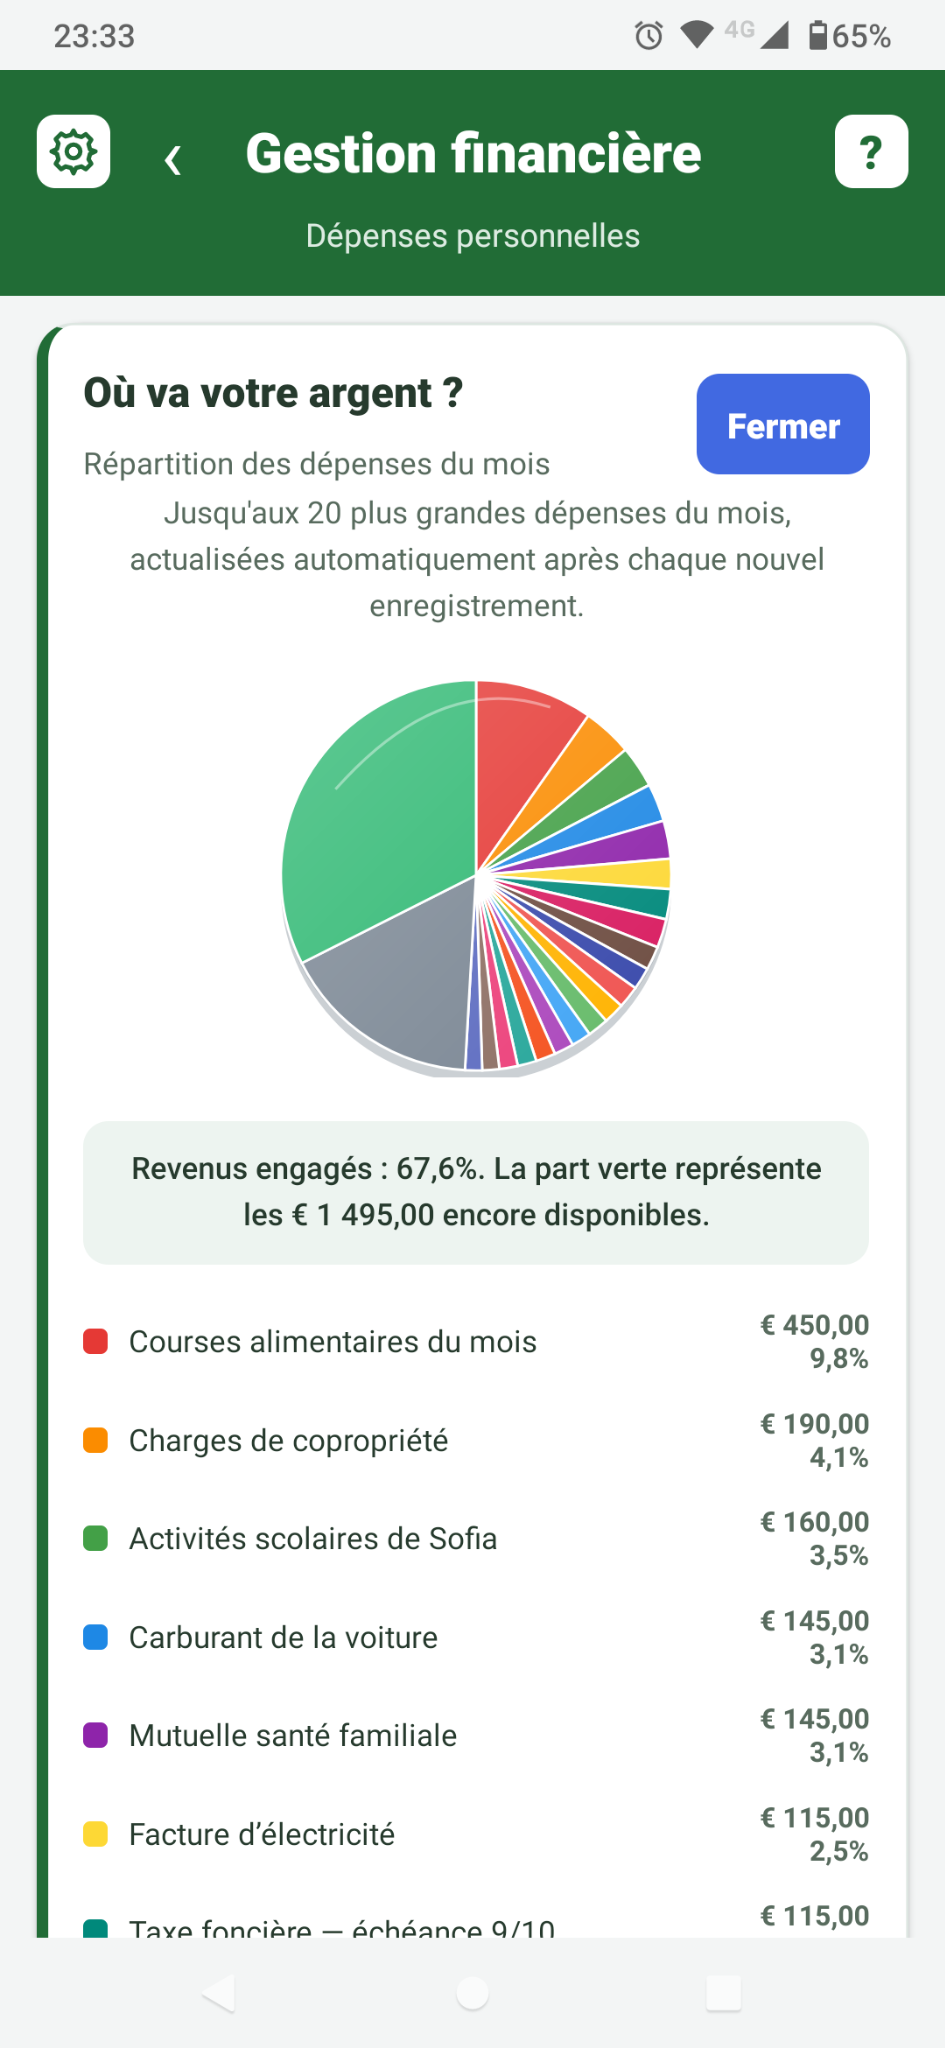 23:33
4G
65%
Gestion financière
?
Dépenses personnelles
Où va votre argent ?
Fermer
Répartition des dépenses du mois
Jusqu'aux 20 plus grandes dépenses du mois,
actualisées automatiquement après chaque nouvel
enregistrement.
Revenus engagés : 67,6%. La part verte représente
les € 1 495,00 encore disponibles.
Courses alimentaires du mois
€ 450,00
9,8%
Charges de copropriété
€ 190,00
4,1%
Activités scolaires de Sofia
€ 160,00
3,5%
Carburant de la voiture
€ 145,00
3,1%
Mutuelle santé familiale
€ 145,00
3,1%
Facture d’électricité
€ 115,00
2,5%
Taxe foncière — échéance 9/10
€ 115,00